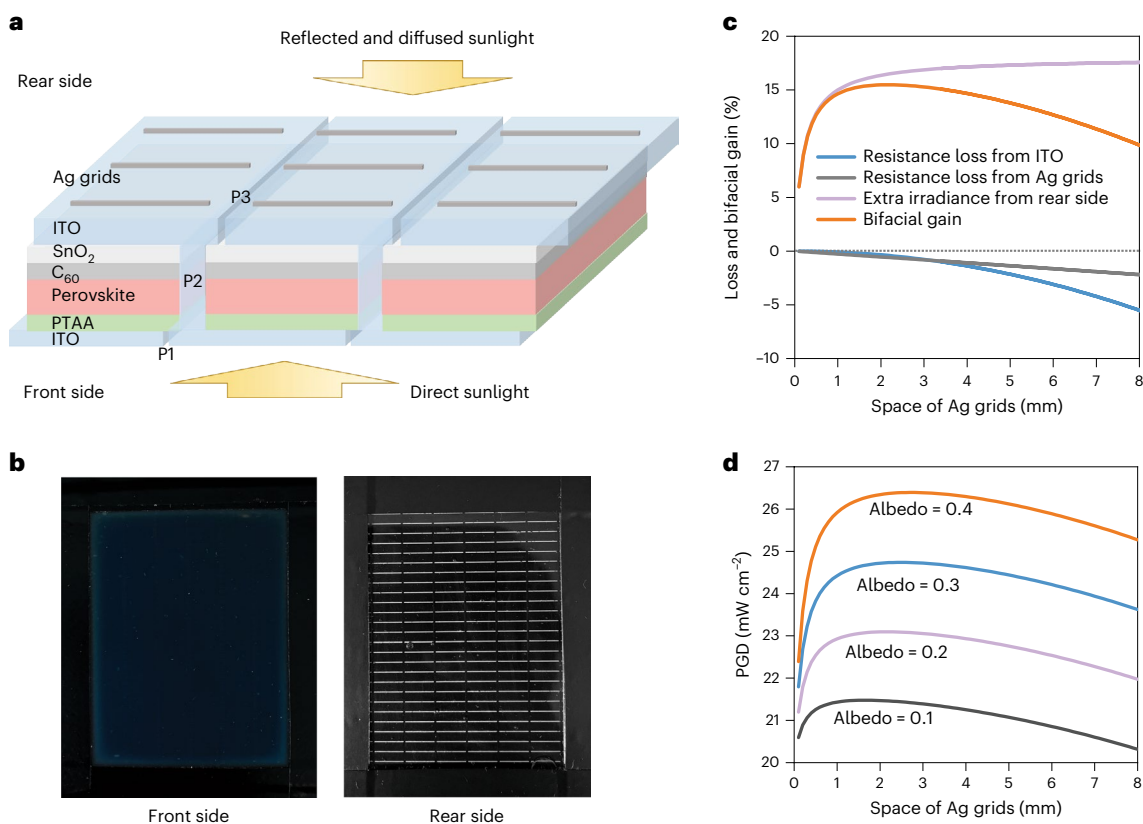 a
Reflected and diffused sunlight
Rear side
Ag grids
P3
ITO
SnO2
C60
P2
Perovskite
PTAA
ITO
P1
Front side
Direct sunlight
b
Front side
Rear side
c
20
15
10
5
0
−5
−10
Loss and bifacial gain (%)
Resistance loss from ITO
Resistance loss from Ag grids
Extra irradiance from rear side
Bifacial gain
0 1 2 3 4 5 6 7 8
Space of Ag grids (mm)
d
27
26
25
24
23
22
21
20
PGD (mW cm−2)
Albedo = 0.4
Albedo = 0.3
Albedo = 0.2
Albedo = 0.1
0 1 2 3 4 5 6 7 8
Space of Ag grids (mm)